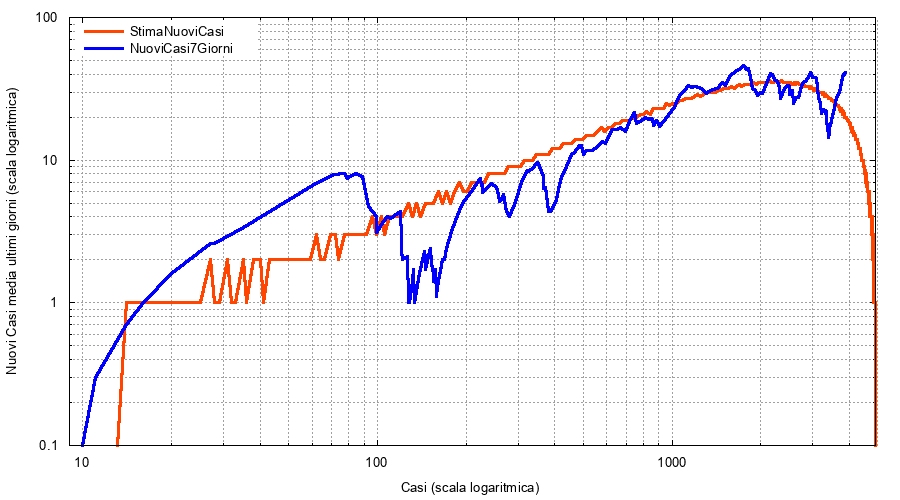 100
StimaNuoviCasi
NuoviCasi7Giorni
Nuovi Casi media ultimi giorni (scala logaritmica)
10
1
0.1
10
100
1000
Casi (scala logaritmica)